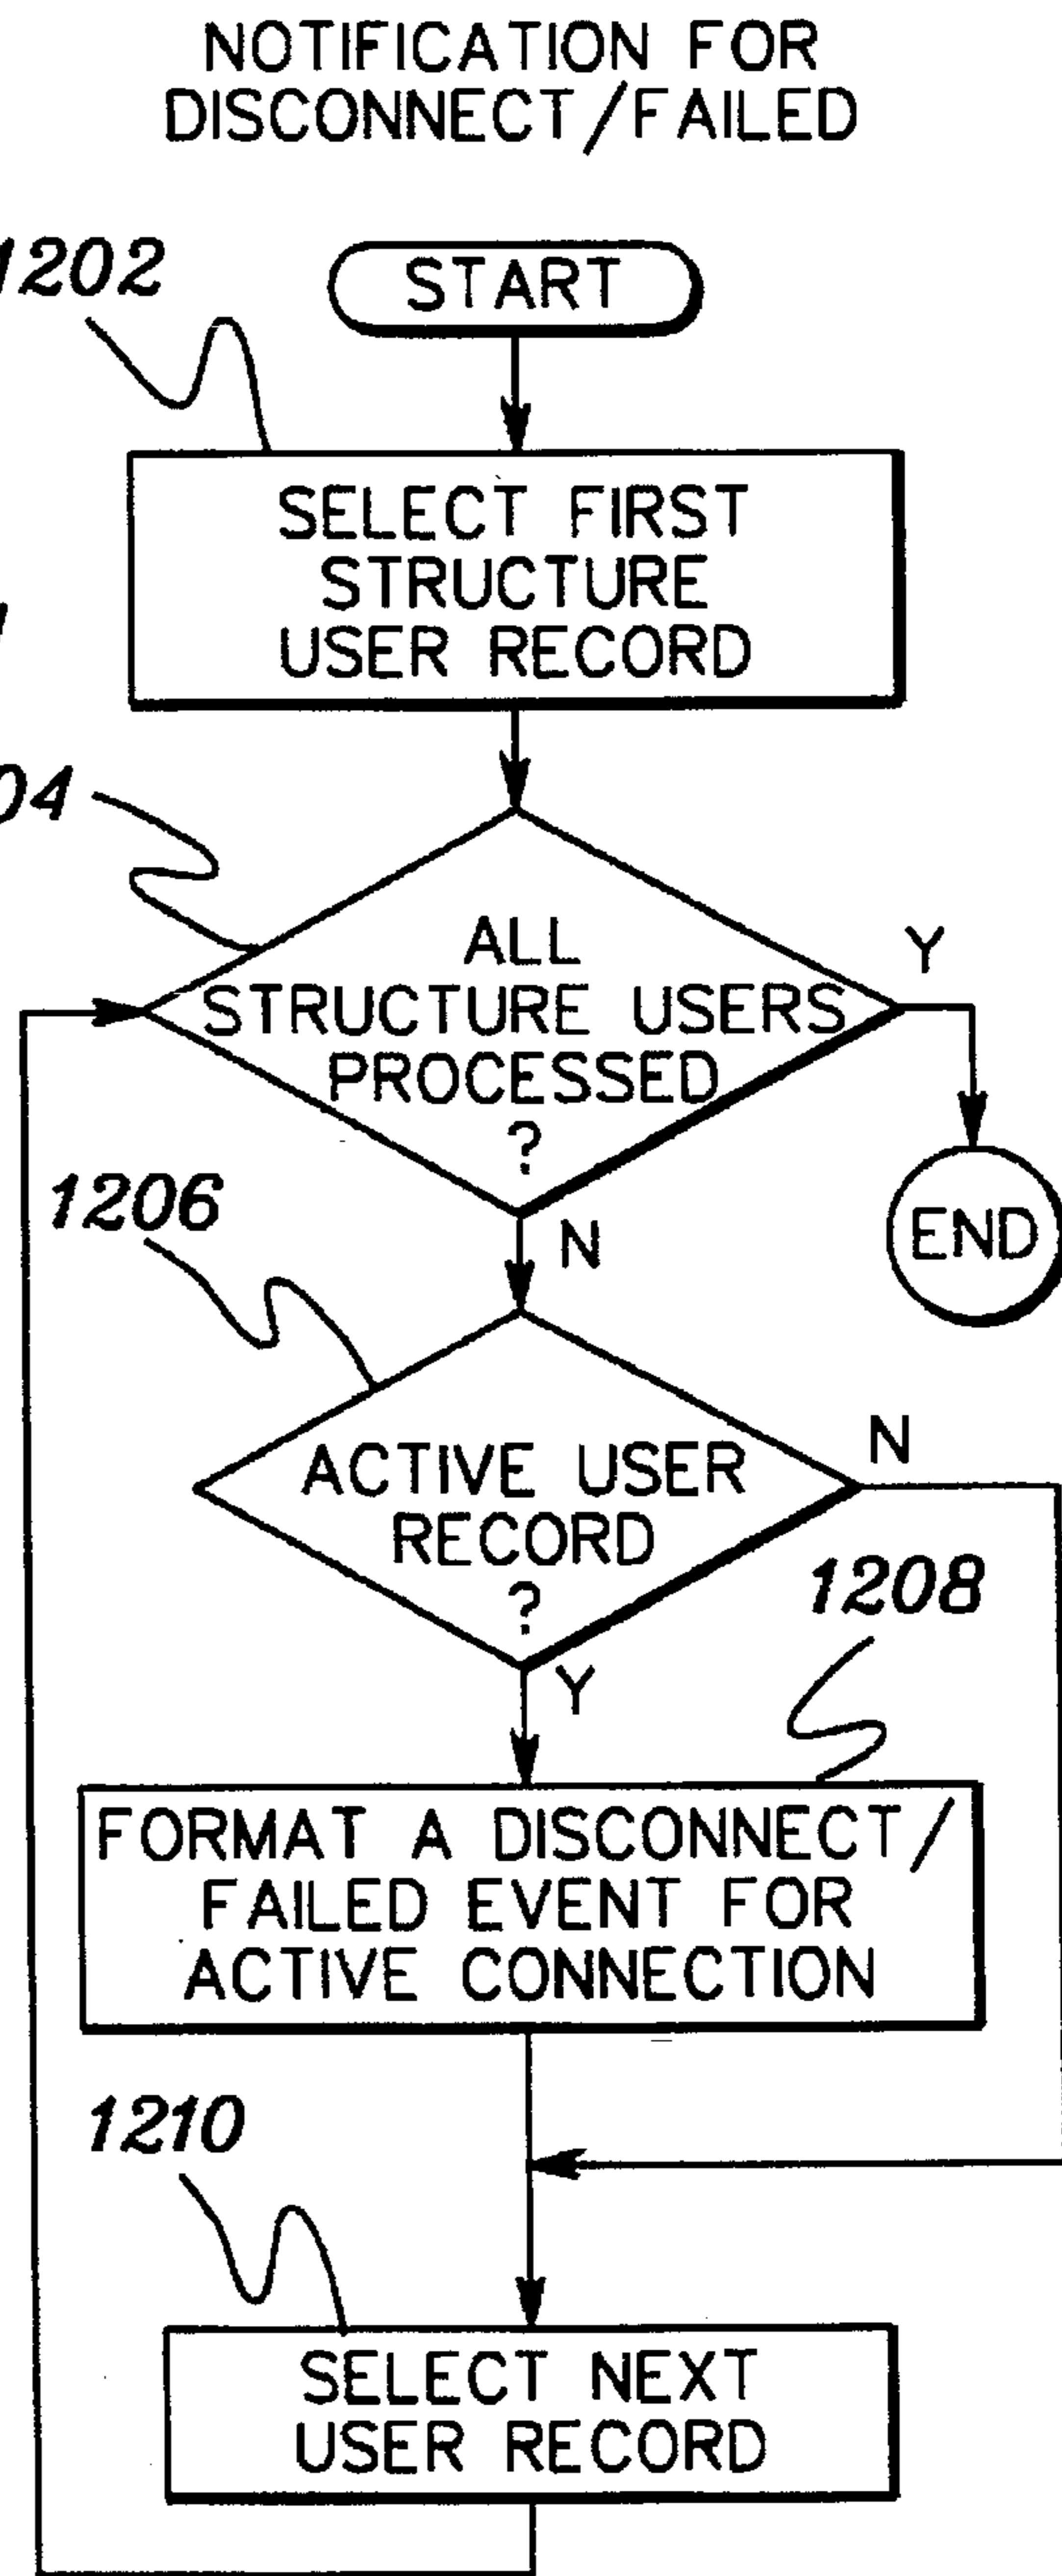 NOTIFICATION FOR
DISCONNECT/FAILED
1202
START
SELECT FIRST
STRUCTURE
USER RECORD
04
ALL
STRUCTURE USERS
PROCESSED
?
Y
END
1206
N
ACTIVE USER
RECORD
?
N
1208
Y
FORMAT A DISCONNECT/
FAILED EVENT FOR
ACTIVE CONNECTION
1210
SELECT NEXT
USER RECORD